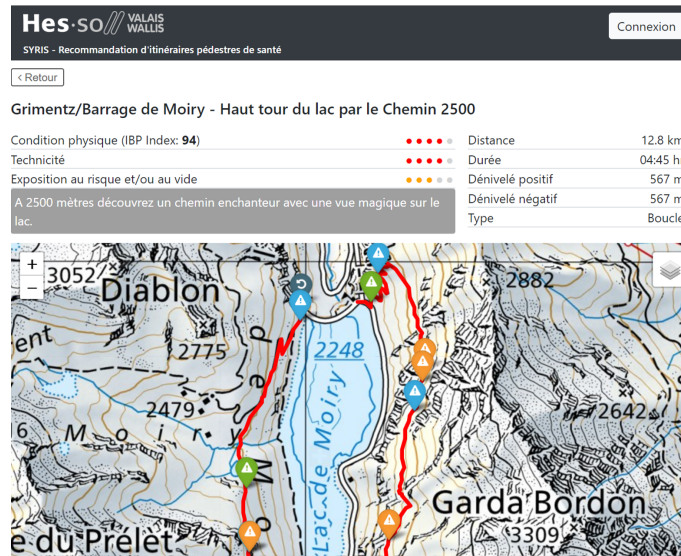 Hes·so// VALAIS
WALLIS
Connexion
SYRIS - Recommandation d'itinéraires pédestres de santé
< Retour
Grimentz/Barrage de Moiry - Haut tour du lac par le Chemin 2500
Condition physique (IBP Index: 94)
Distance 12.8 km
Technicité
Durée 04:45 h
Exposition au risque et/ou au vide
Dénivelé positif 567 m
A 2500 mètres découvrez un chemin enchanteur avec une vue magique sur le
lac.
Dénivelé négatif 567 m
Type Boucle
+
−
3052
Diablon
2882
ent
2775
2248
d
e
2479
2642
6
M o i r y
M
o
Lac de Moiry
Garda Bordon
3309
e du Prélèt